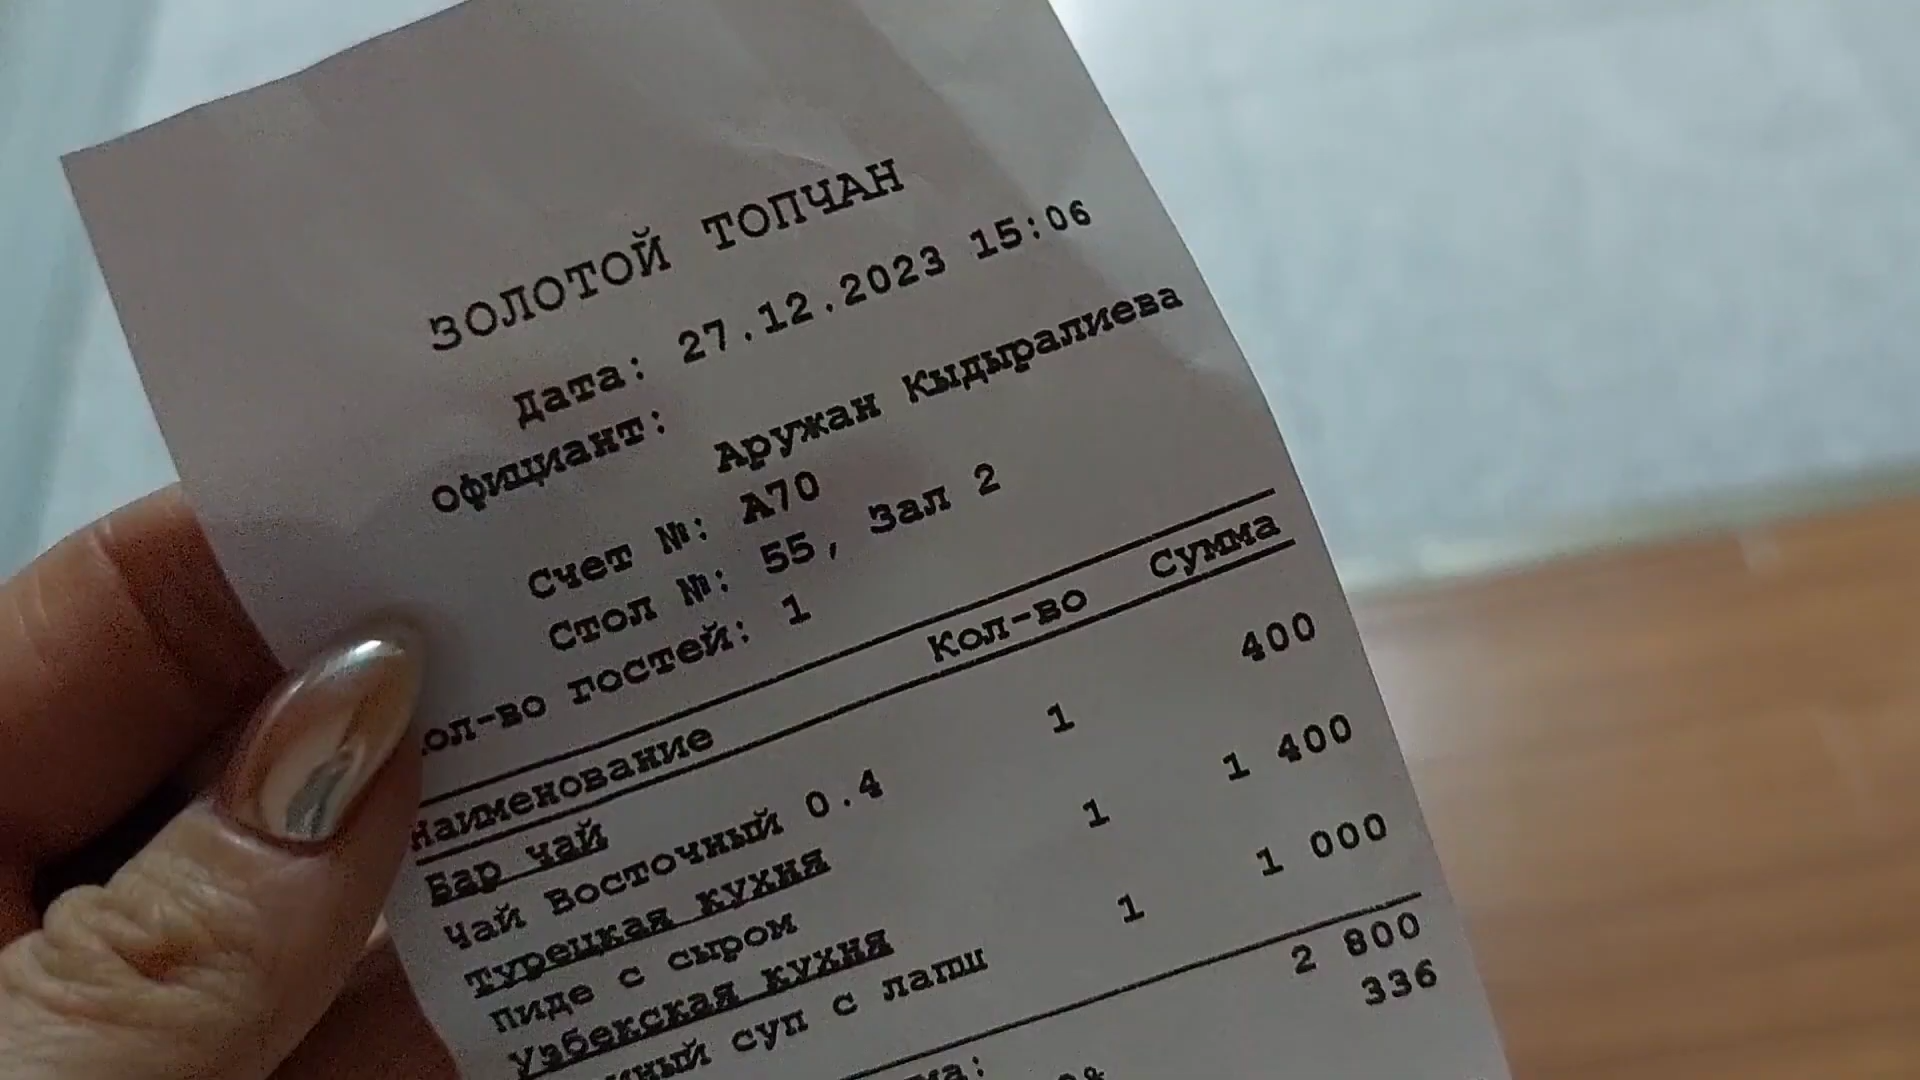 ЗОЛОТОЙ ТОПЧАН
Дата: 27.12.2023 15:06
Официант:
Аружан Кыдыралиева
Счет №: A70
Стол №: 55, Зал 2
ол-во гостей: 1
Наименование Кол-во Сумма
Бар чай
Чай Восточный 0.4 1 400
Турецкая кухня
Пиде с сыром 1 1 400
Узбекская кухня
суп с лапш 1 1 000
2 800
336